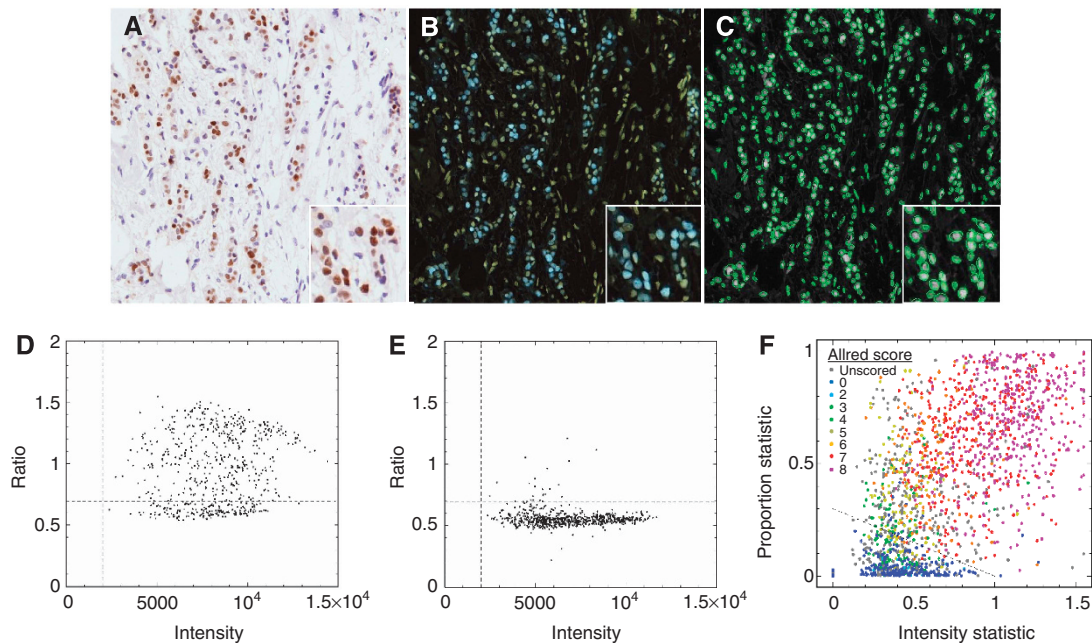 A
B
C
D
2
1.5
1
0.5
0
Ratio
0
5000
10⁴
1.5×10⁴
Intensity
E
2
1.5
1
0.5
0
Ratio
0
5000
10⁴
1.5×10⁴
Intensity
F
1
0.5
0
Proportion statistic
Allred score
Unscored
0
2
3
4
5
6
7
8
0
0.5
1
1.5
Intensity statistic